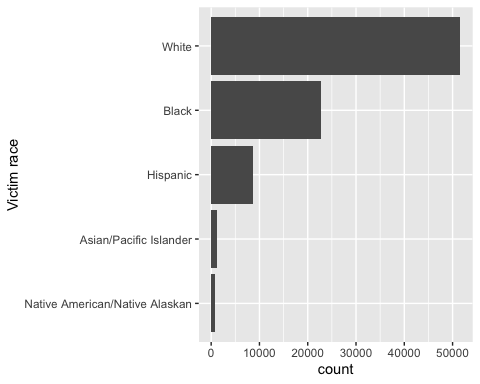 Victim race
White
Black
Hispanic
Asian/Pacific Islander
Native American/Native Alaskan
0 10000 20000 30000 40000 50000
count